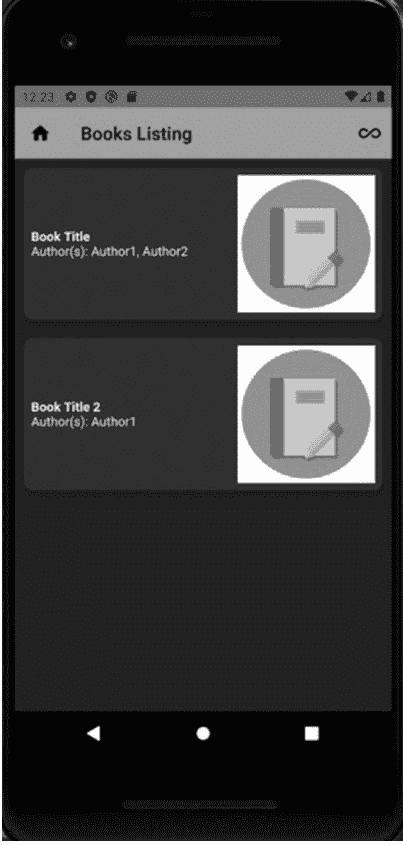 12.23
Books Listing
Book Title
Author(s): Author1, Author2
Book Title 2
Author(s): Author1